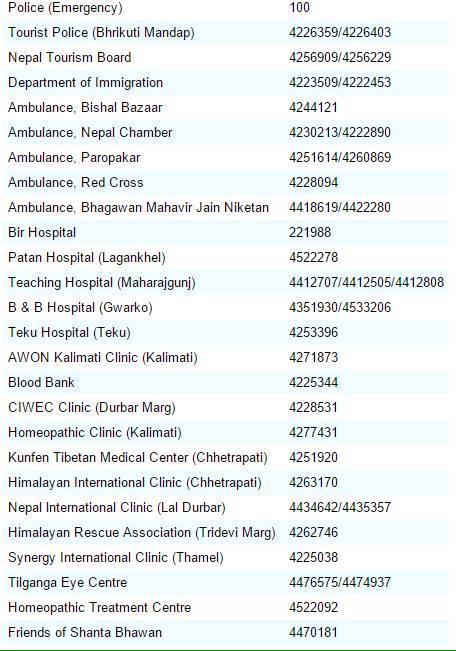 Police (Emergency) 100
Tourist Police (Bhrikuti Mandap) 4226359/4226403
Nepal Tourism Board 4256909/4256229
Department of Immigration 4223509/4222453
Ambulance, Bishal Bazaar 4244121
Ambulance, Nepal Chamber 4230213/4222890
Ambulance, Paropakar 4251614/4260869
Ambulance, Red Cross 4228094
Ambulance, Bhagawan Mahavir Jain Niketan 4418619/4422280
Bir Hospital 221988
Patan Hospital (Lagankhel) 4522278
Teaching Hospital (Maharajgunj) 4412707/4412505/4412808
B & B Hospital (Gwarko) 4351930/4533206
Teku Hospital (Teku) 4253396
AWON Kalimati Clinic (Kalimati) 4271873
Blood Bank 4225344
CIWEC Clinic (Durbar Marg) 4228531
Homeopathic Clinic (Kalimati) 4277431
Kunfen Tibetan Medical Center (Chhetrapati) 4251920
Himalayan International Clinic (Chhetrapati) 4263170
Nepal International Clinic (Lal Durbar) 4434642/4435357
Himalayan Rescue Association (Tridevi Marg) 4262746
Synergy International Clinic (Thamel) 4225038
Tilganga Eye Centre 4476575/4474937
Homeopathic Treatment Centre 4522092
Friends of Shanta Bhawan 4470181